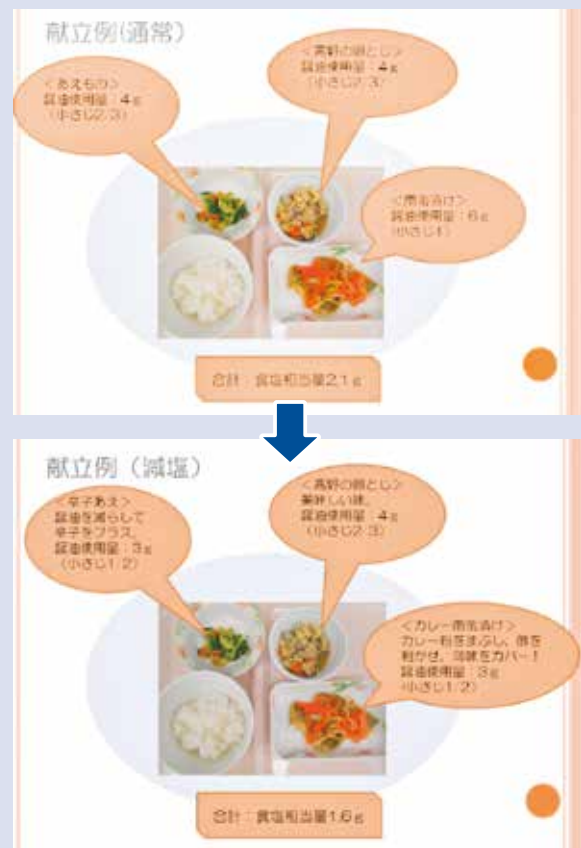 献立例(通常)
<あえもの>
醤油使用量：4g
(小さじ2/3)
<高野の卵とじ>
醤油使用量：4g
(小さじ2/3)
<南蛮漬け>
醤油使用量：6g
(小さじ1)
合計：食塩相当量2.1g
献立例（減塩）
<辛子あえ>
醤油を減らして
辛子をプラス。
醤油使用量：3g
(小さじ1/2)
<高野の卵とじ>
美味しい味。
醤油使用量：4g
(小さじ2/3)
<カレー南蛮漬け>
カレー粉をまぶし、酢を
利かせ、減味をカバー！
醤油使用量：3g
(小さじ1/2)
合計：食塩相当量1.6g